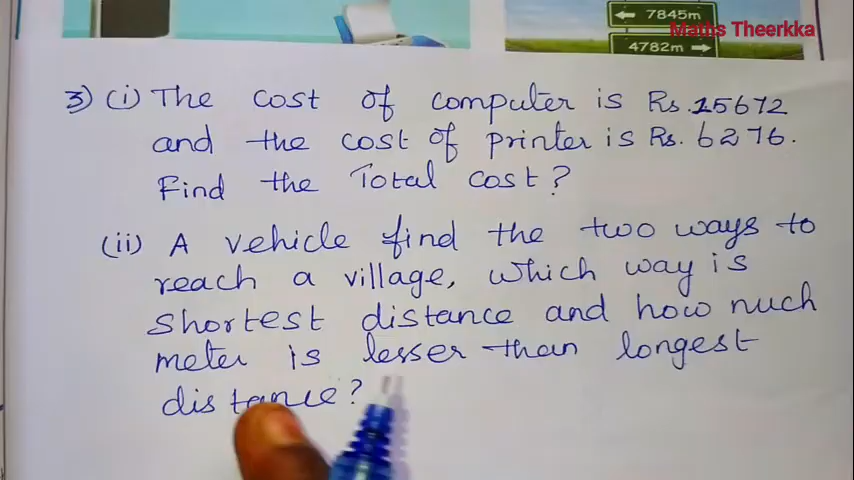 ← 7845m
Maths Theerkka
4782m →
3) (i) The cost of computer is Rs. 15672
and the cost of printer is Rs. 6276.
Find the Total cost?
(ii) A vehicle find the two ways to
reach a village, which way is
shortest distance and how nuch
meter is lesser than longest
distance?